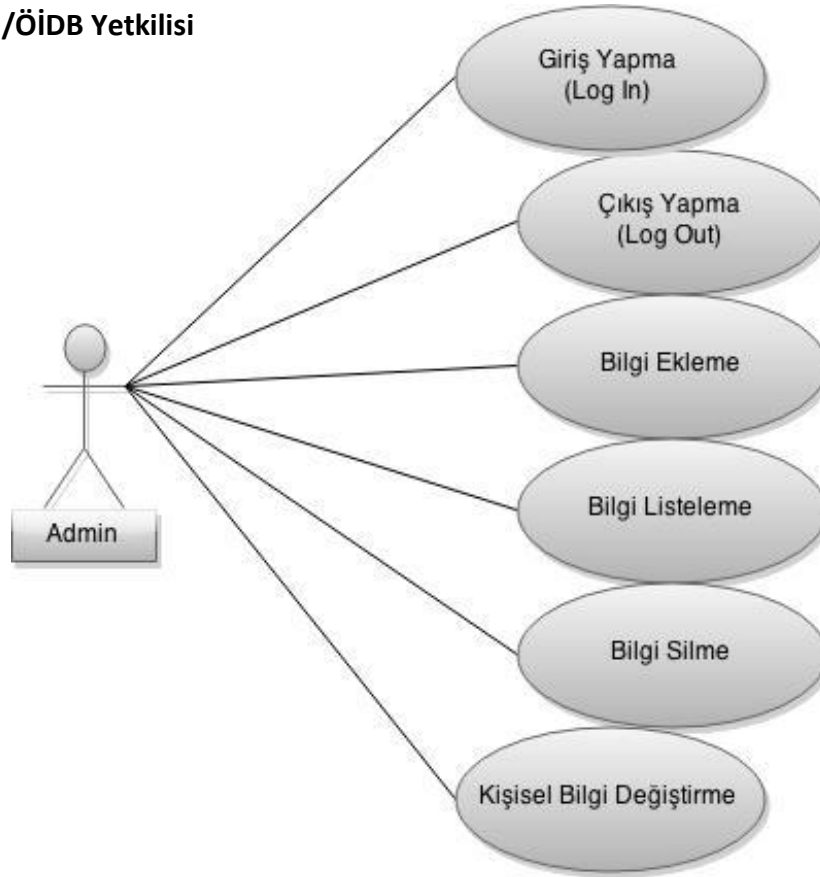 /ÖİDB Yetkilisi
Giriş Yapma
(Log In)
Çıkış Yapma
(Log Out)
Bilgi Ekleme
Bilgi Listeleme
Admin
Bilgi Silme
Kişisel Bilgi Değiştirme